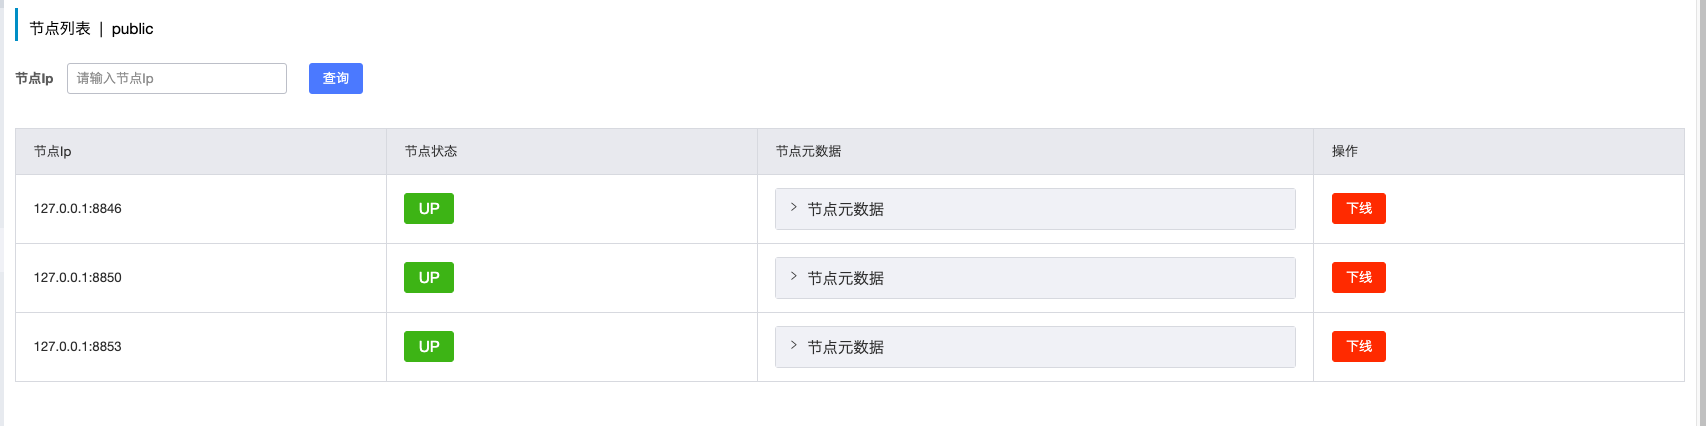 节点列表 | public
节点Ip 请输入节点Ip 查询
节点Ip 节点状态 节点元数据 操作
127.0.0.1:8846 UP > 节点元数据 下线
127.0.0.1:8850 UP > 节点元数据 下线
127.0.0.1:8853 UP > 节点元数据 下线